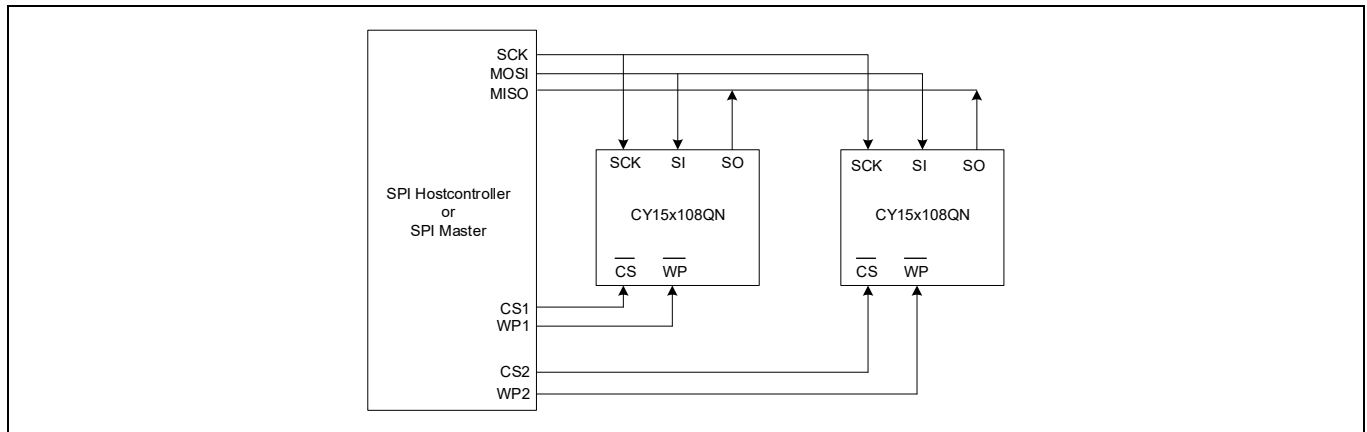 SCK
MOSI
MISO
SPI Hostcontroller
or
SPI Master
CS1
WP1
CS2
WP2
SCK SI SO
CY15x108QN
CS WP
SCK SI SO
CY15x108QN
CS WP